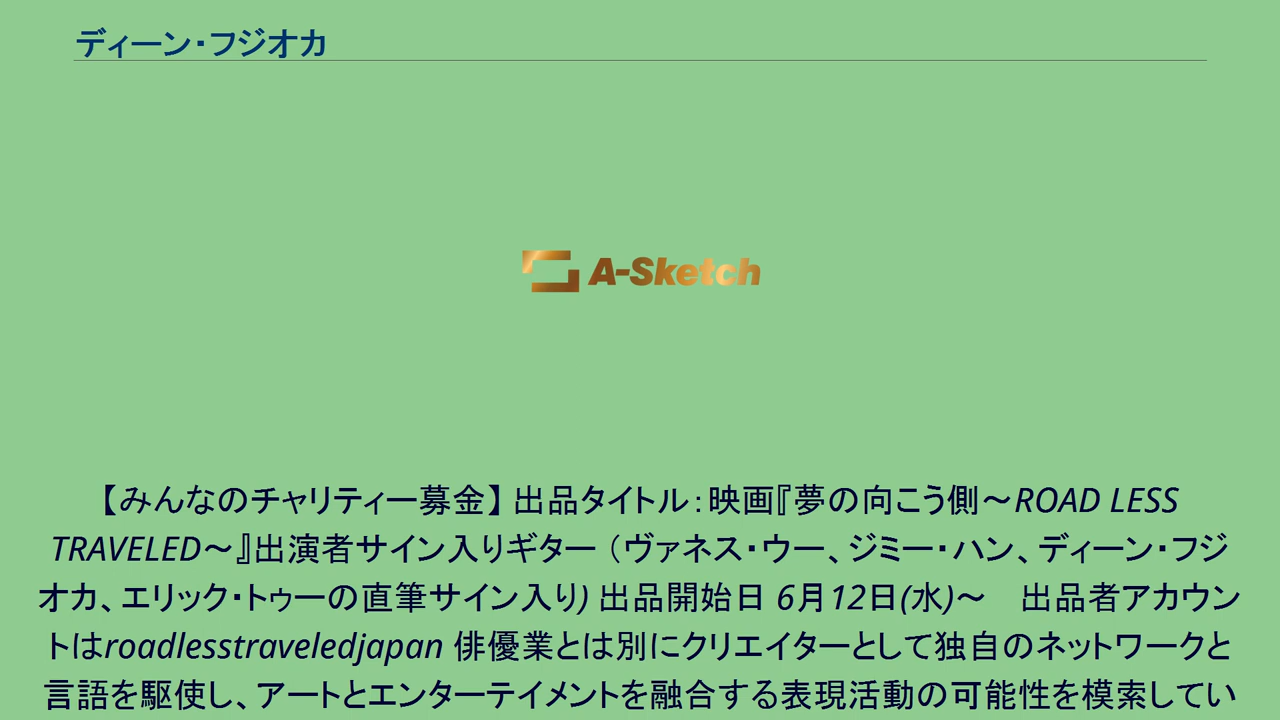 ディーン・フジオカ
A-Sketch
【みんなのチャリティー募金】 出品タイトル：映画『夢の向こう側〜ROAD LESS
TRAVELED〜』出演者サイン入りギター （ヴァネス・ウー、ジミー・ハン、ディーン・フジ
オカ、エリック・トゥーの直筆サイン入り) 出品開始日 6月12日(水)〜　出品者アカウン
トはroadlesstraveledjapan 俳優業とは別にクリエイターとして独自のネットワークと
言語を駆使し、アートとエンターテイメントを融合する表現活動の可能性を模索してい